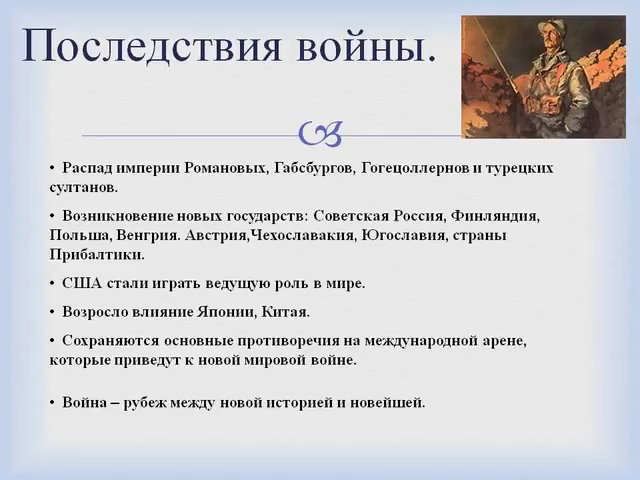 Последствия войны.
• Распад империи Романовых, Габсбургов, Гогецоллернов и турецких
султанов.
• Возникновение новых государств: Советская Россия, Финляндия,
Польша, Венгрия. Австрия,Чехославакия, Югославия, страны
Прибалтики.
• США стали играть ведущую роль в мире.
• Возросло влияние Японии, Китая.
• Сохраняются основные противоречия на международной арене,
которые приведут к новой мировой войне.
• Война – рубеж между новой историей и новейшей.